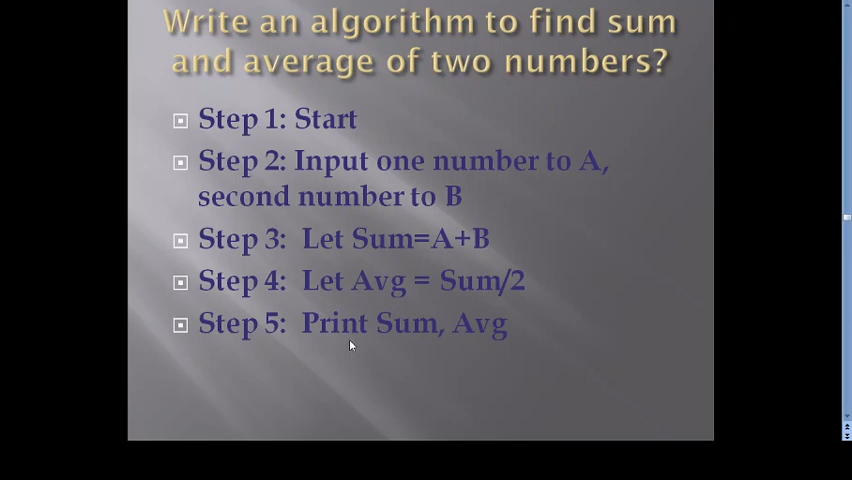 Write an algorithm to find sum
and average of two numbers?
Step 1: Start
Step 2: Input one number to A,
second number to B
Step 3: Let Sum=A+B
Step 4: Let Avg = Sum/2
Step 5: Print Sum, Avg